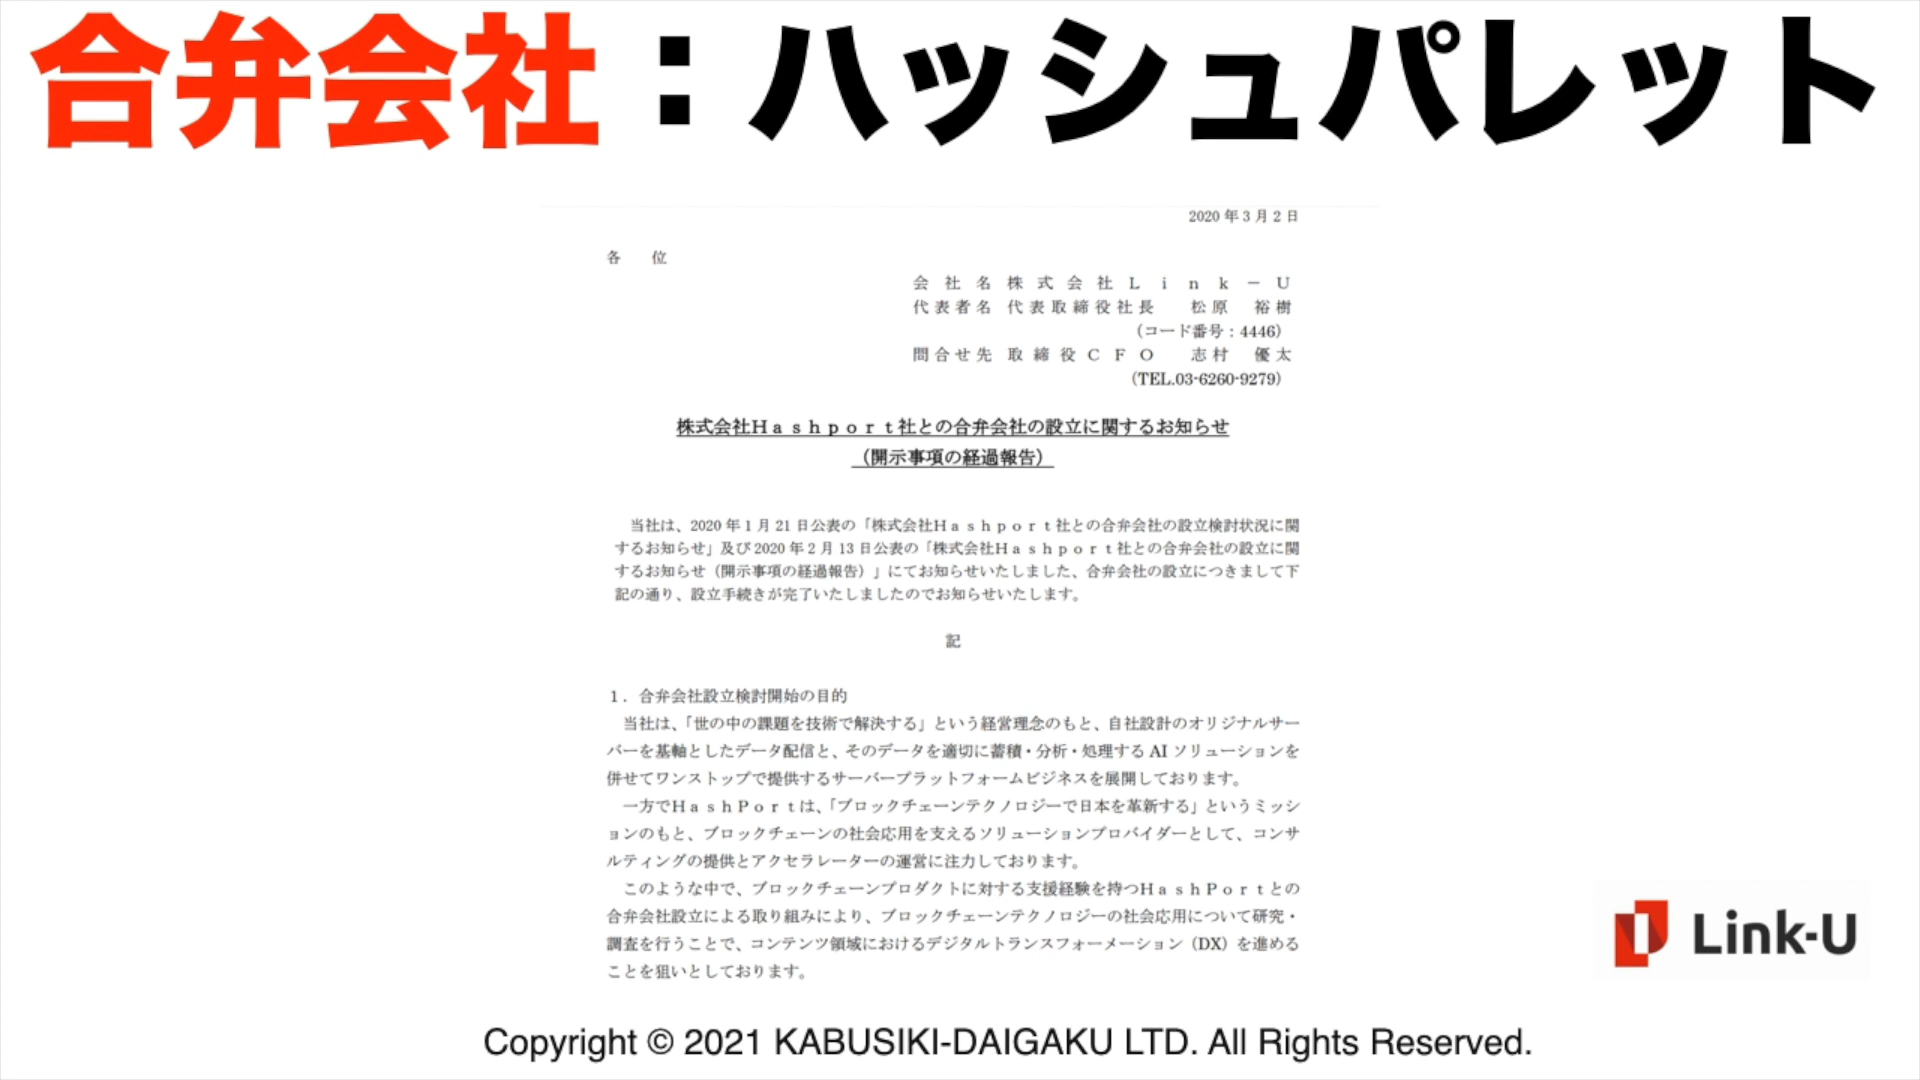 合弁会社：ハッシュパレット
2020年3月2日
各 位
会社名 株式会社Ｌｉｎｋ－Ｕ
代表者名 代表取締役社長 松原 裕樹
（コード番号：4446）
問合せ先 取締役ＣＦＯ 志村 優太
（TEL.03-6260-9279）
株式会社Ｈａｓｈｐｏｒｔ社との合弁会社の設立に関するお知らせ
（開示事項の経過報告）
当社は、2020年1月21日公表の「株式会社Ｈａｓｈｐｏｒｔ社との合弁会社の設立検討状況に関
するお知らせ」及び2020年2月13日公表の「株式会社Ｈａｓｈｐｏｒｔ社との合弁会社の設立に関
するお知らせ（開示事項の経過報告）」にてお知らせいたしました、合弁会社の設立につきまして下
記の通り、設立手続きが完了いたしましたのでお知らせいたします。
記
１．合弁会社設立検討開始の目的
当社は、「世の中の課題を技術で解決する」という経営理念のもと、自社設計のオリジナルサー
バーを基軸としたデータ配信と、そのデータを適切に蓄積・分析・処理するAIソリューションを
併せてワンストップで提供するサーバープラットフォームビジネスを展開しております。
一方でＨａｓｈＰｏｒｔは、「ブロックチェーンテクノロジーで日本を革新する」というミッシ
ョンのもと、ブロックチェーンの社会応用を支えるソリューションプロバイダーとして、コンサ
ルティングの提供とアクセラレーターの運営に注力しております。
このような中で、ブロックチェーンプロダクトに対する支援経験を持つＨａｓｈＰｏｒｔとの
合弁会社設立による取り組みにより、ブロックチェーンテクノロジーの社会応用について研究・
調査を行うことで、コンテンツ領域におけるデジタルトランスフォーメーション（DX）を進める
ことを狙いとしております。
Link-U
Copyright © 2021 KABUSIKI-DAIGAKU LTD. All Rights Reserved.